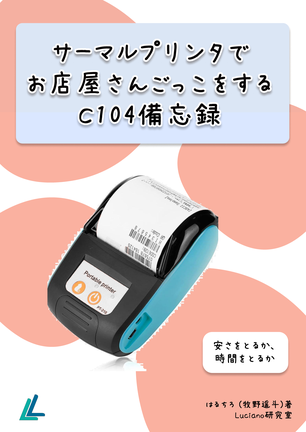 サーマルプリンタで
お店屋さんごっこをする
C104備忘録
Portable printer
安さをとるか、
時間をとるか
はるちろ (牧野遥斗)著
Luciano研究室